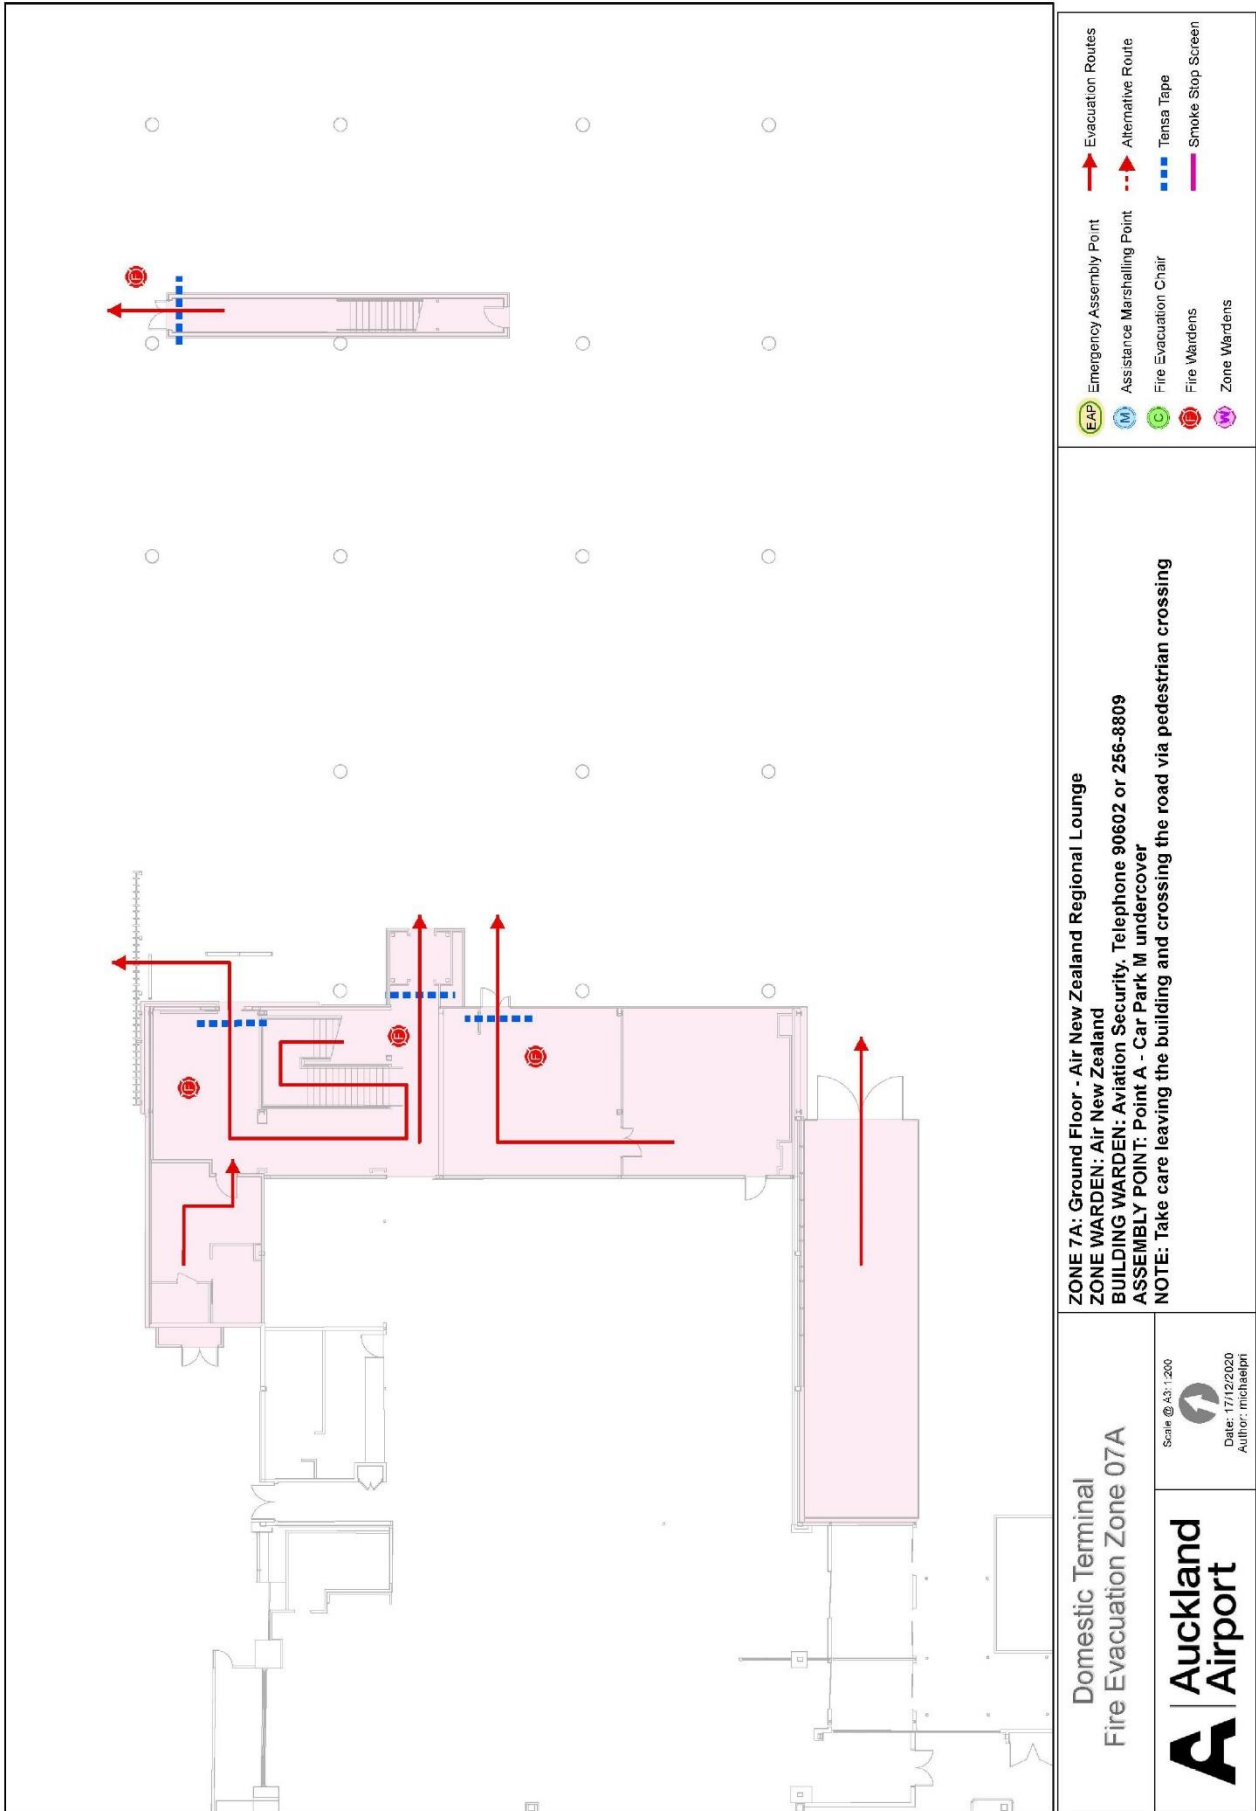 Domestic Terminal
Fire Evacuation Zone 07A
A | Auckland
Airport
Scale @ A3: 1:200
Date: 17/12/2020
Author: michaelpri
ZONE 7A: Ground Floor - Air New Zealand Regional Lounge
ZONE WARDEN: Air New Zealand
BUILDING WARDEN: Aviation Security, Telephone 90602 or 256-8809
ASSEMBLY POINT: Point A - Car Park M undercover
NOTE: Take care leaving the building and crossing the road via pedestrian crossing
EAP Emergency Assembly Point
M Assistance Marshalling Point
C Fire Evacuation Chair
F Fire Wardens
W Zone Wardens
Evacuation Routes
Alternative Route
Tensa Tape
Smoke Stop Screen
F
F
F
F